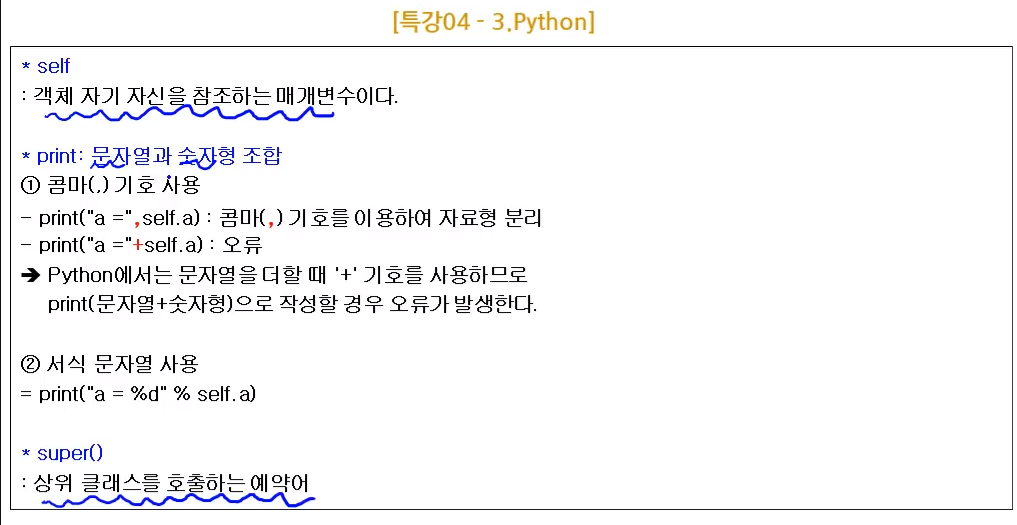 [특강04 - 3.Python]
* self
: 객체 자기 자신을 참조하는 매개변수이다.
* print: 문자열과 숫자형 조합
① 콤마(,) 기호 사용
- print("a =",self.a) : 콤마(,) 기호를 이용하여 자료형 분리
- print("a ="+self.a) : 오류
➔ Python에서는 문자열을 더할 때 '+' 기호를 사용하므로
print(문자열+숫자형)으로 작성할 경우 오류가 발생한다.
② 서식 문자열 사용
= print("a = %d" % self.a)
* super()
: 상위 클래스를 호출하는 예약어